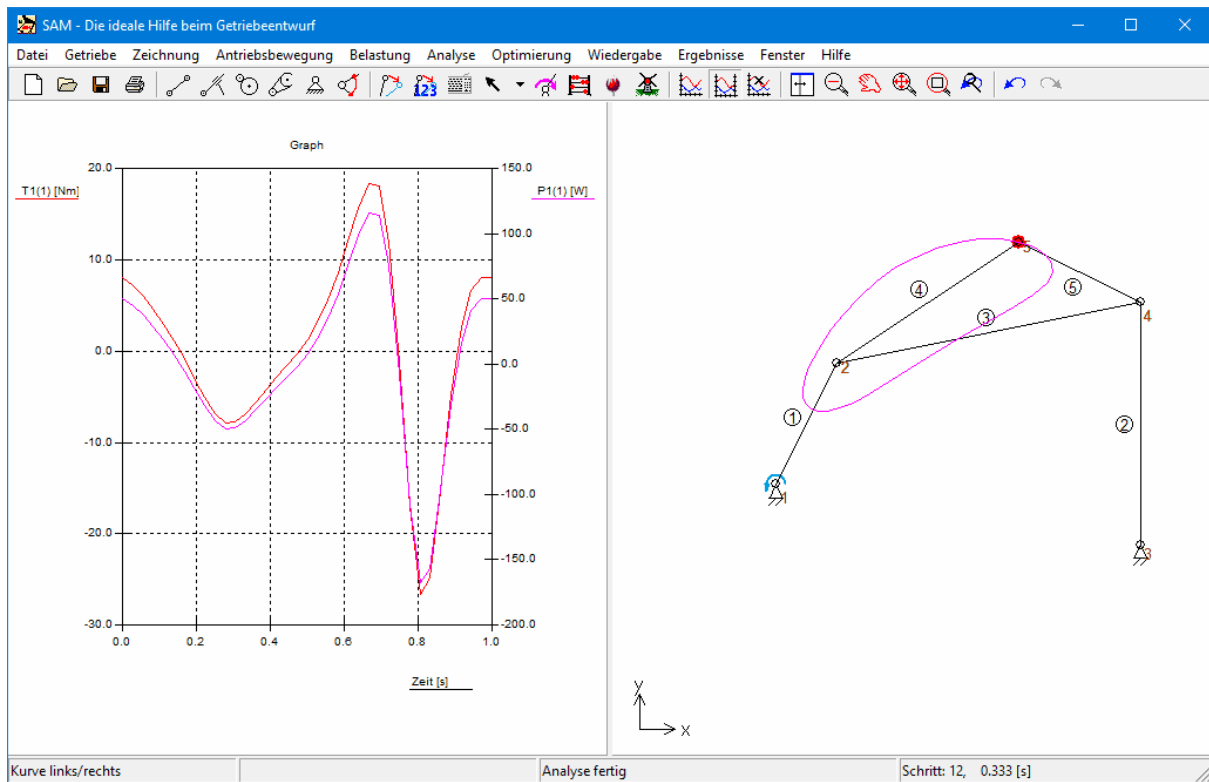 SAM - Die ideale Hilfe beim Getriebeentwurf
Datei Getriebe Zeichnung Antriebsbewegung Belastung Analyse Optimierung Wiedergabe Ergebnisse Fenster Hilfe
123
Graph
T1(1) [Nm]
20.0
10.0
0.0
-10.0
-20.0
-30.0
150.0
100.0
50.0
0.0
-50.0
-100.0
-150.0
-200.0
P1(1) [W]
0.0 0.2 0.4 0.6 0.8 1.0
Zeit [s]
5
4
5
3
4
2
1
2
1
3
y
x
Kurve links/rechts
Analyse fertig
Schritt: 12, 0.333 [s]